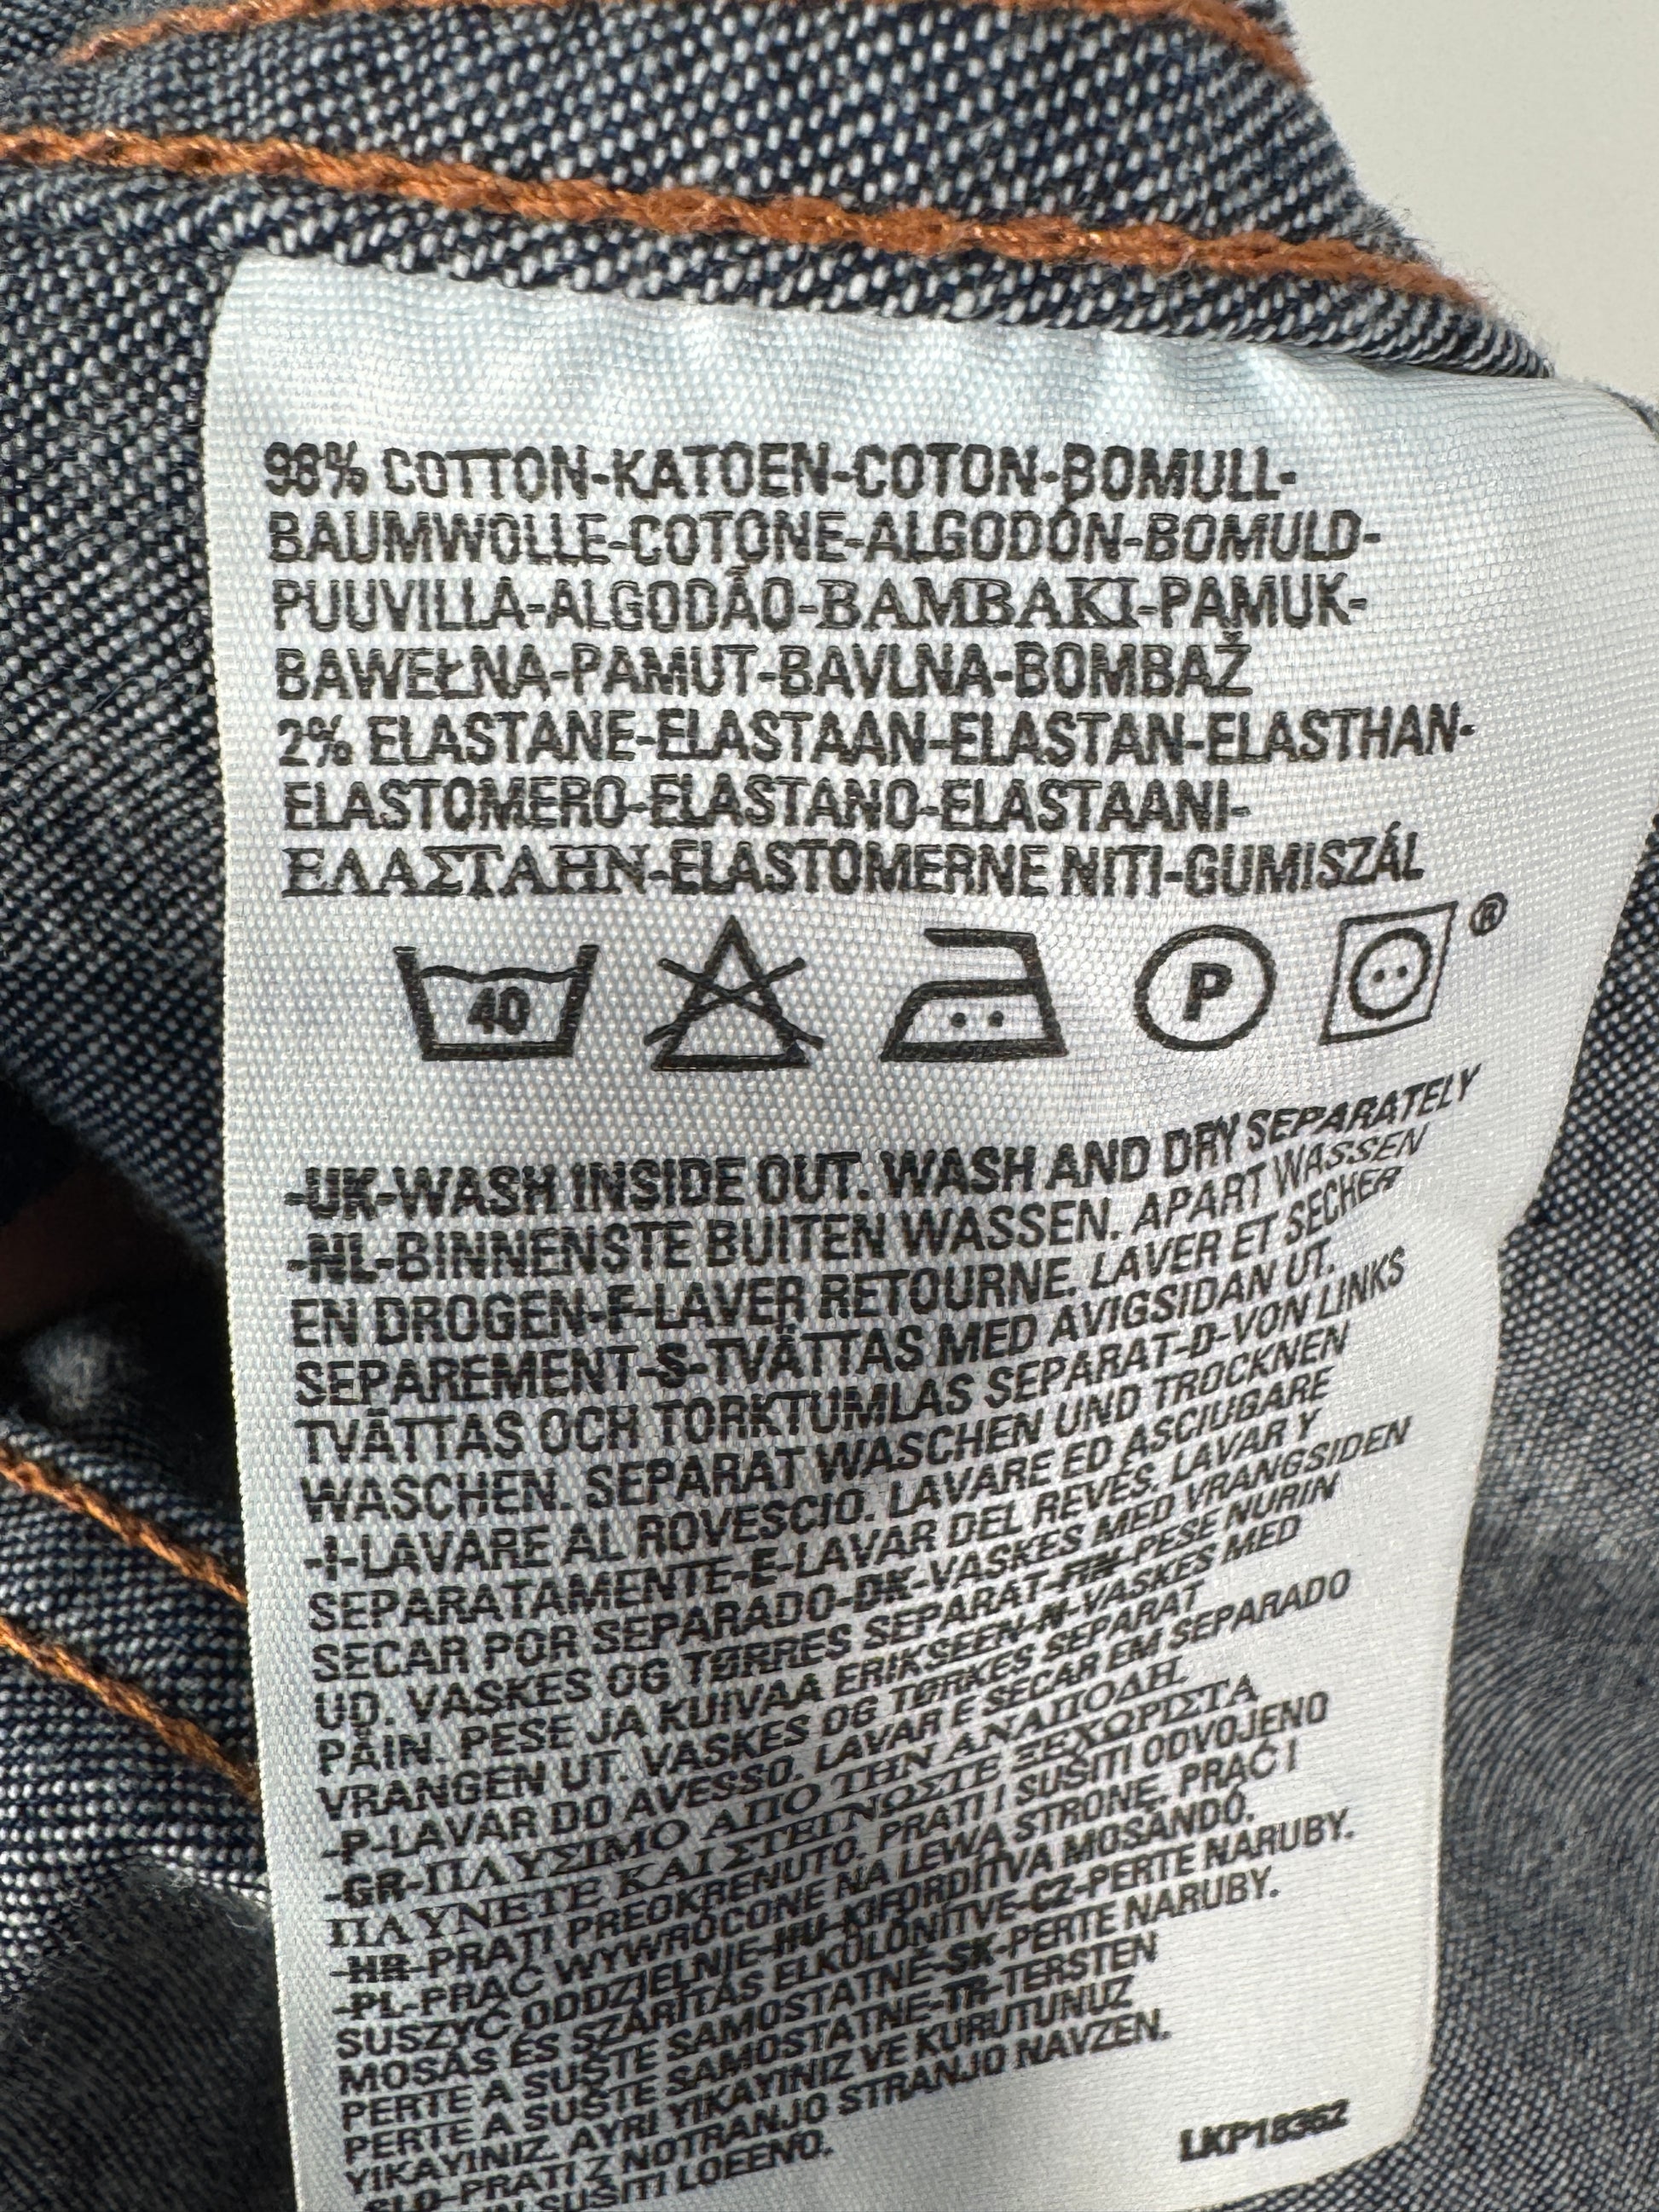 98% COTTON-KATOEN-COTON-BOMULL-
BAUMWOLLE-COTONE-ALGODÓN-BOMULD-
PUUVILLA-ALGODÃO-ΒΑΜΒΑΚΙ-PAMUK-
BAWEŁNA-PAMUT-BAVLNA-BOMBAŽ
2% ELASTANE-ELASTAAN-ELASTAN-ELASTHAN-
ELASTOMERO-ELASTANO-ELASTAANI-
ΕΛΑΣΤΑΗΝ-ELASTOMERNE NITI-GUMISZÁL
40 P ®
-UK-WASH INSIDE OUT. WASH AND DRY SEPARATELY
-NL-BINNENSTE BUITEN WASSEN. APART WASSEN
EN DROGEN-F-LAVER RETOURNE. LAVER ET SECHER
SEPAREMENT-S-TVÄTTAS MED AVIGSIDAN UT.
TVÄTTAS OCH TORKTUMLAS SEPARAT-D-VON LINKS
WASCHEN. SEPARAT WASCHEN UND TROCKNEN
-I-LAVARE AL ROVESCIO. LAVARE ED ASCIUGARE
SEPARATAMENTE-E-LAVAR DEL REVÉS. LAVAR Y
SECAR POR SEPARADO-DK-VASKES MED VRANGSIDEN
UD. VASKES OG TØRRES SEPARAT-FIN-PESE NURIN
PÄIN. PESE JA KUIVAA ERIKSEEN-N-VASKES MED
VRANGEN UT. VASKES OG TØRKES SEPARAT
-P-LAVAR DO AVESSO. LAVAR E SECAR EM SEPARADO
-GR-ΠΛΥΣΙΜΟ ΑΠΟ ΤΗΝ ΑΝΑΠΟΔΗ.
ΠΛΥΝΕΤΕ ΚΑΙ ΣΤΕΓΝΩΣΤΕ ΞΕΧΩΡΙΣΤΑ
-HR-PRATI PREOKRENUTO. PRATI I SUŠITI ODVOJENO
-PL-PRAĆ WYWRÓCONE NA LEWĄ STRONĘ. PRAĆ I
SUSZYĆ ODDZIELNIE-HU-KIFORDÍTVA MOSANDÓ.
MOSÁS ÉS SZÁRÍTÁS ELKÜLÖNÍTVE-CZ-PERTE NARUBY.
PERTE A SUŠTE SAMOSTATNĚ-SK-PERTE NARUBY.
PERTE A SUŠTE SAMOSTATNE-TR-TERSTEN
YIKAYINIZ. AYRI YIKAYINIZ VE KURUTUNUZ
-SLO-PRATI Z NOTRANJO STRANJO NAVZEN.
SUŠITI LOEENO.
LKP18362